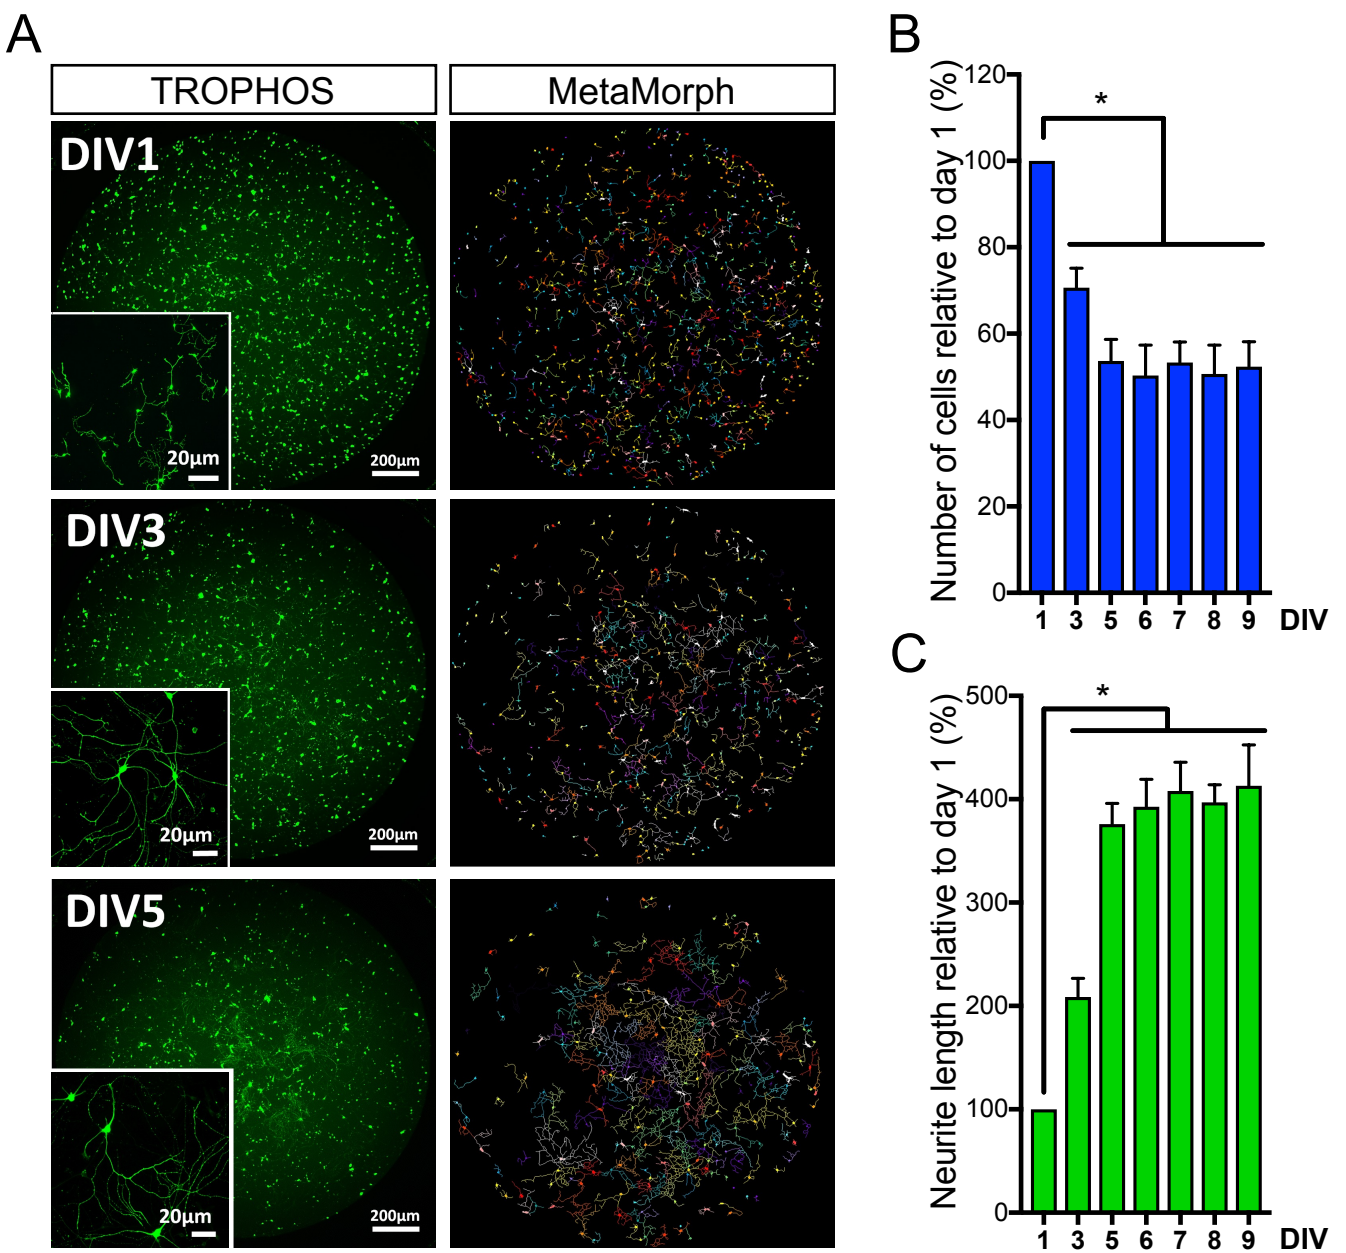 A
TROPHOS
MetaMorph
DIV1
20μm
200μm
DIV3
20μm
200μm
DIV5
20μm
200μm
B
Number of cells relative to day 1 (%)
120
100
80
60
40
20
0
*
1 3 5 6 7 8 9 DIV
C
Neurite length relative to day 1 (%)
500
400
300
200
100
0
*
1 3 5 6 7 8 9 DIV